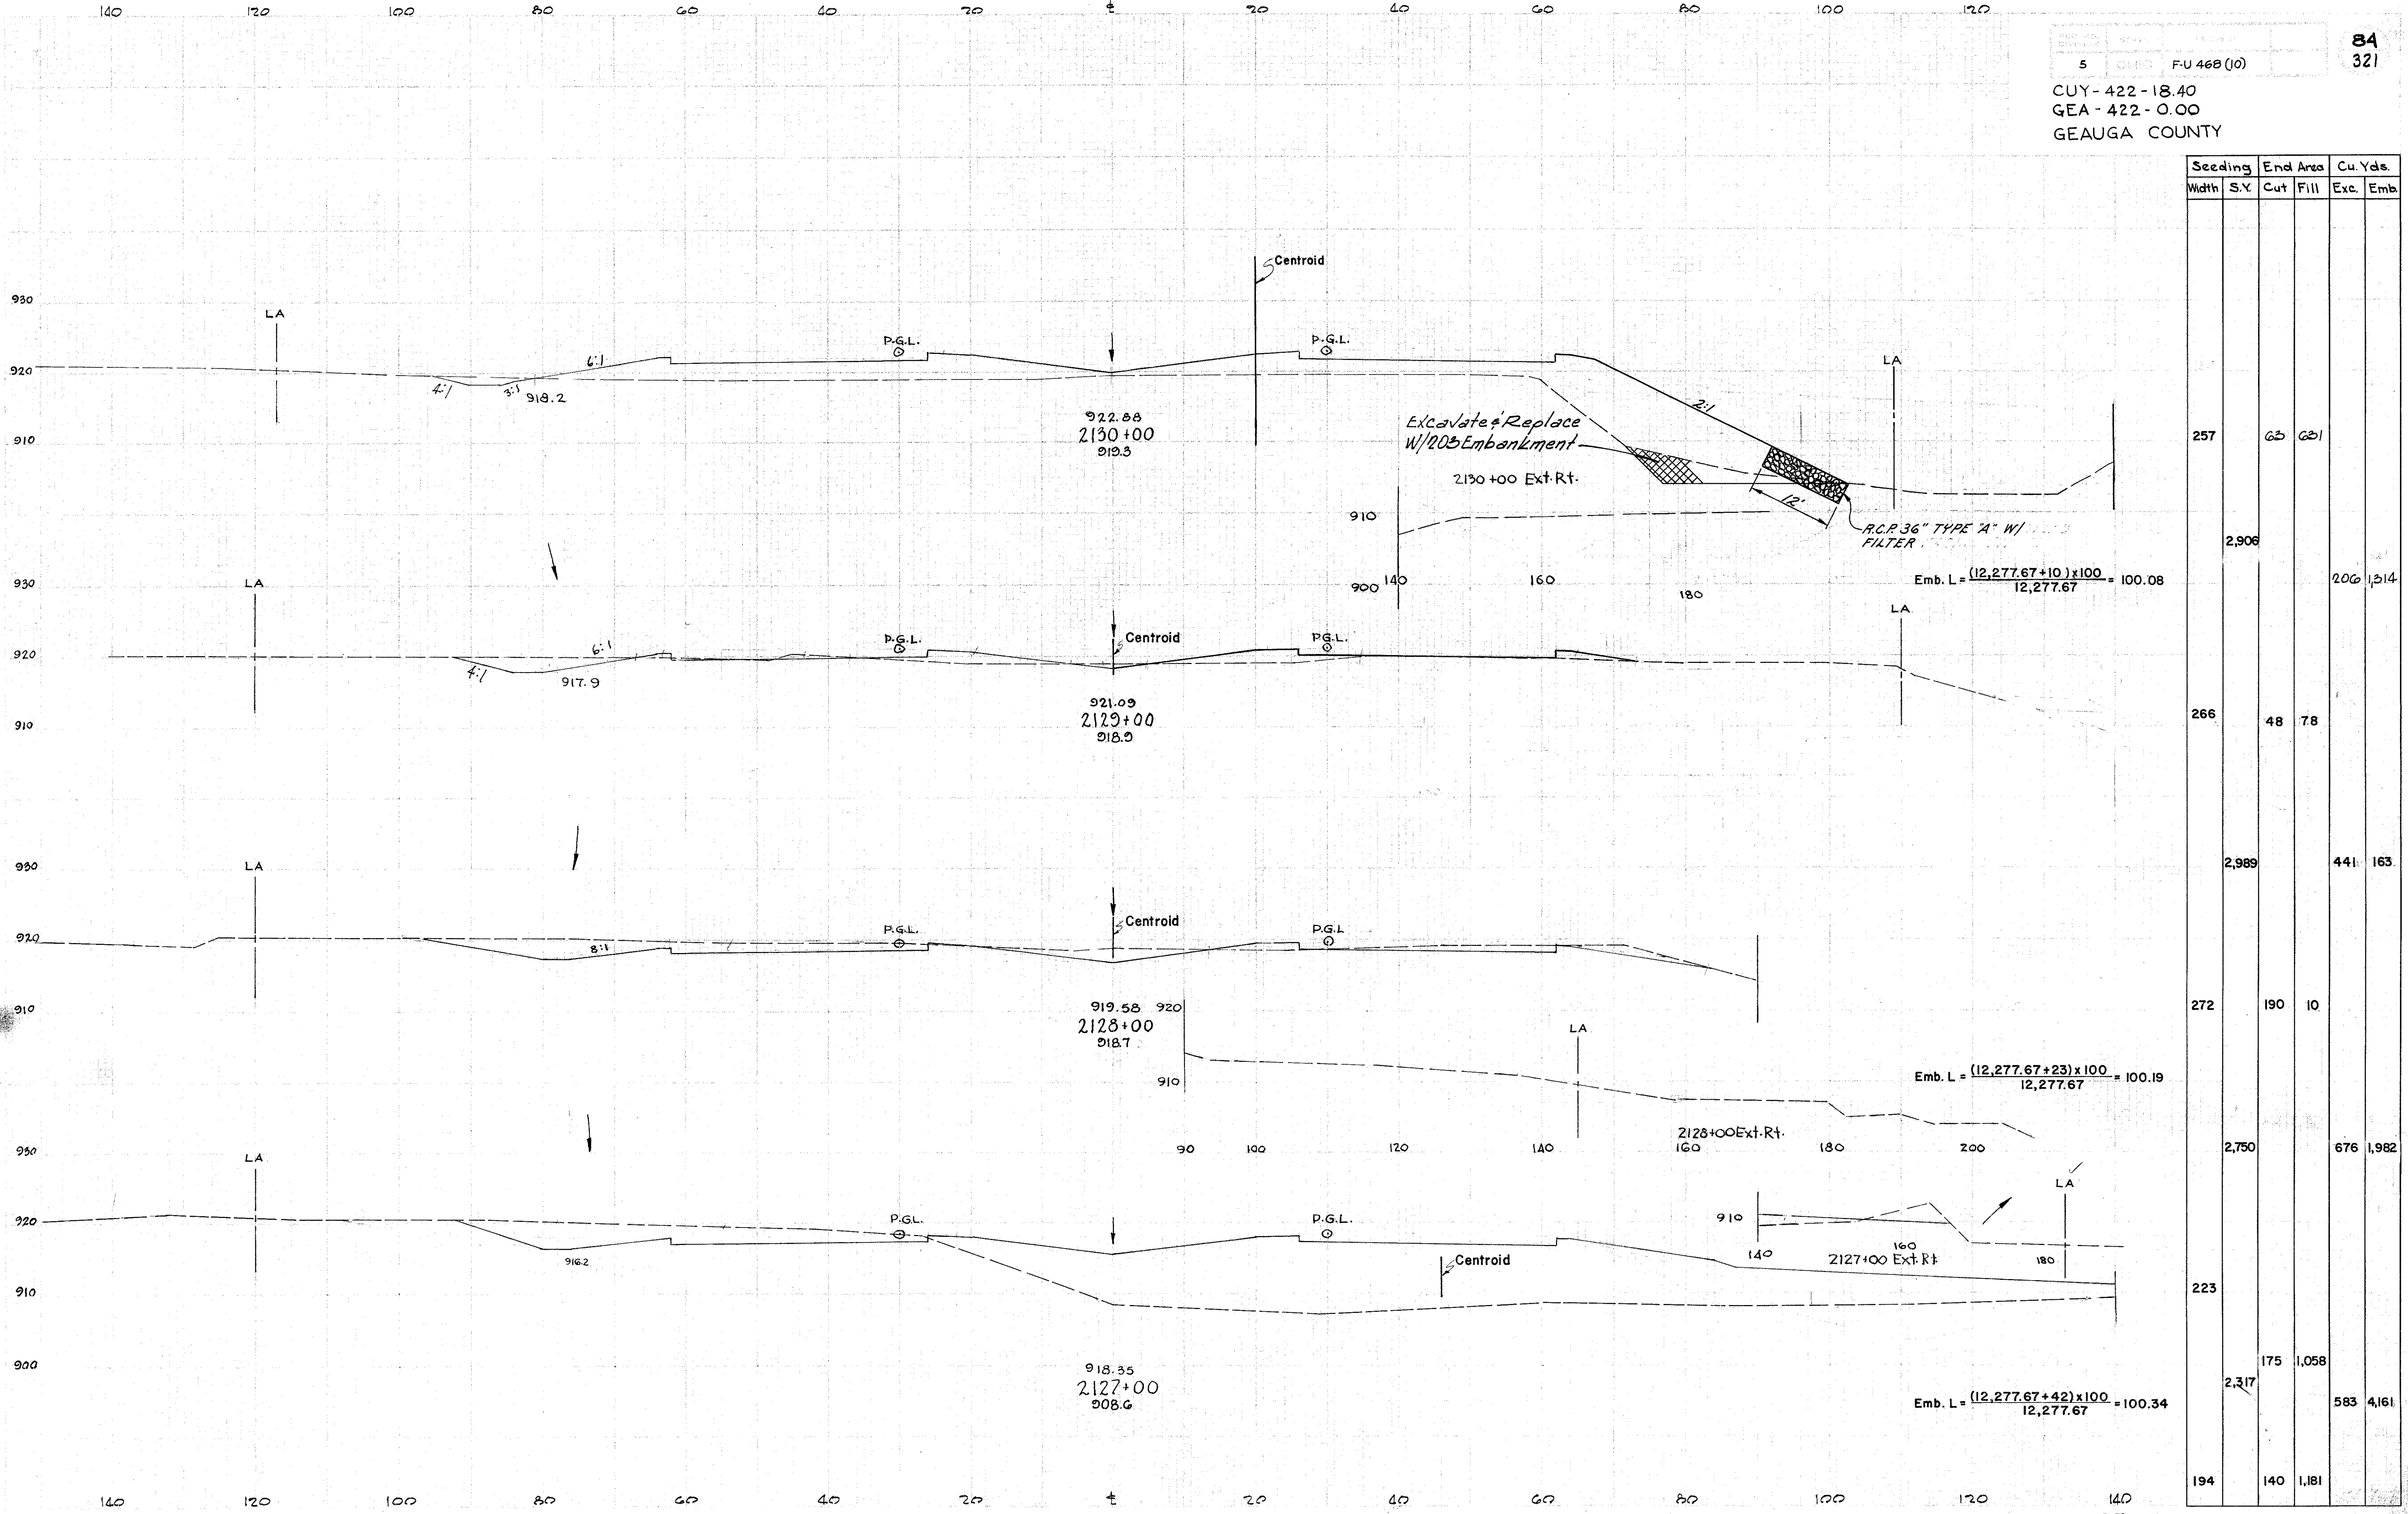 140 120 100 80 60 40 20 ℄ 20 40 60 80 100 120
84
321
5 OHIO F-U 468 (10)
CUY-422-18.40
GEA-422-0.00
GEAUGA COUNTY
Seeding End Area Cu. Yds.
Width S.Y. Cut Fill Exc. Emb.
Centroid
930
LA
P.G.L. P.G.L.
6:1
LA
920
4:1 3:1 918.2
2:1
922.88
2130+00
919.3
Excavate & Replace
W/203 Embankment
910
257 63 631
2130+00 Ext. Rt.
12'
910
R.C.P. 36" TYPE "A" W/
FILTER
2,906
900 140 160 180
Emb. L = (12,277.67+10)x100 = 100.08
12,277.67
206 1,314
930
LA
LA
P.G.L. Centroid P.G.L.
920
6:1
4:1 917.9
921.09
2129+00
918.9
910
266 48 78
930
LA
2,989 441 163
Centroid
P.G.L. P.G.L
920
8:1
919.58 920
2128+00
918.7
910
272 190 10
LA
910
Emb. L = (12,277.67+23)x100 = 100.19
12,277.67
2128+00 Ext. Rt.
90 100 120 140 160 180 200
930
LA
2,750 676 1,982
LA
P.G.L. P.G.L.
920
910
916.2
140 160 180
2127+00 Ext. Rt
Centroid
910
223
900
918.35
2127+00
908.6
175 1,058
2,317
Emb. L = (12,277.67+42)x100 = 100.34
12,277.67
583 4,161
194 140 1,181
140 120 100 80 60 40 20 ℄ 20 40 60 80 100 120 140